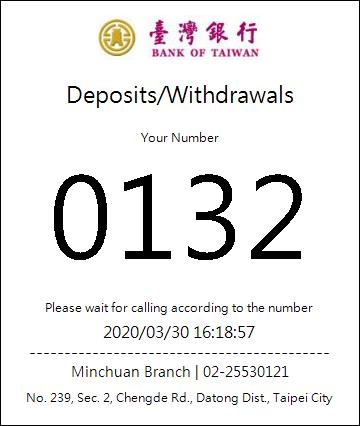 臺灣銀行
BANK OF TAIWAN
Deposits/Withdrawals
Your Number
0132
Please wait for calling according to the number
2020/03/30 16:18:57
--------------------------------------------
Minchuan Branch | 02-25530121
No. 239, Sec. 2, Chengde Rd., Datong Dist., Taipei City